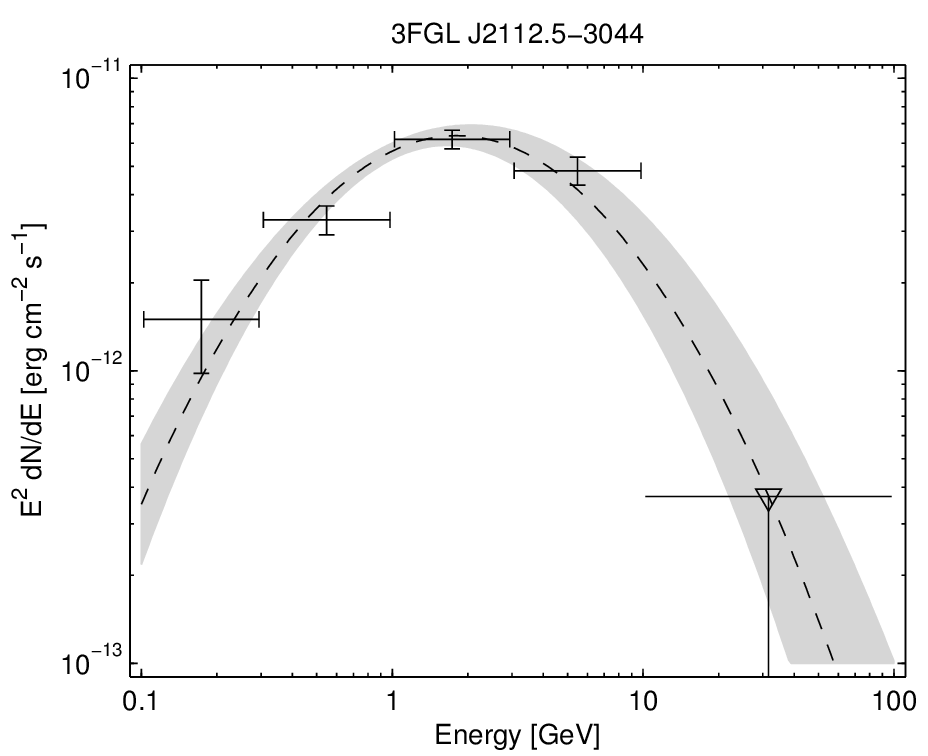 3FGL J2112.5−3044
10⁻¹¹
10⁻¹²
10⁻¹³
E² dN/dE [erg cm⁻² s⁻¹]
0.1 1 10 100
Energy [GeV]